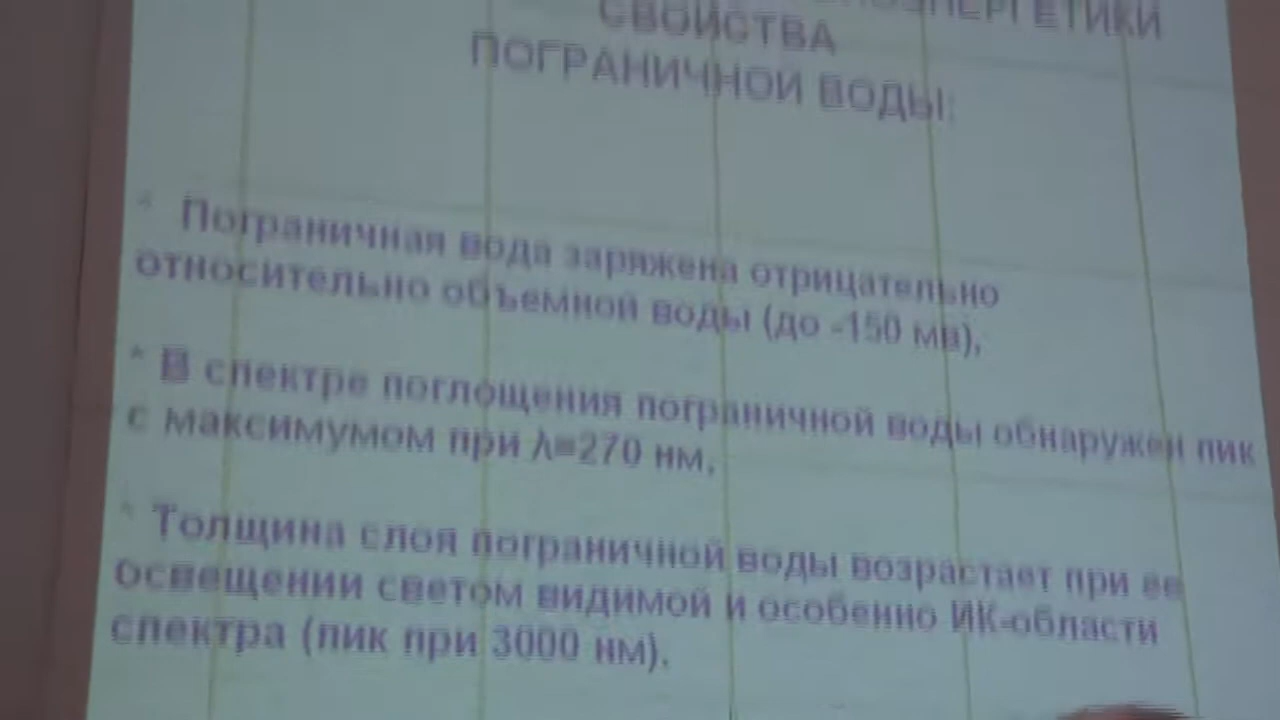 СВОЙСТВА
ПОГРАНИЧНОЙ ВОДЫ:
* Пограничная вода заряжена отрицательно
относительно объемной воды (до -150 мв),
* В спектре поглощения пограничной воды обнаружен пик
с максимумом при λ=270 нм,
* Толщина слоя пограничной воды возрастает при ее
освещении светом видимой и особенно ИК-области
спектра (пик при 3000 нм).